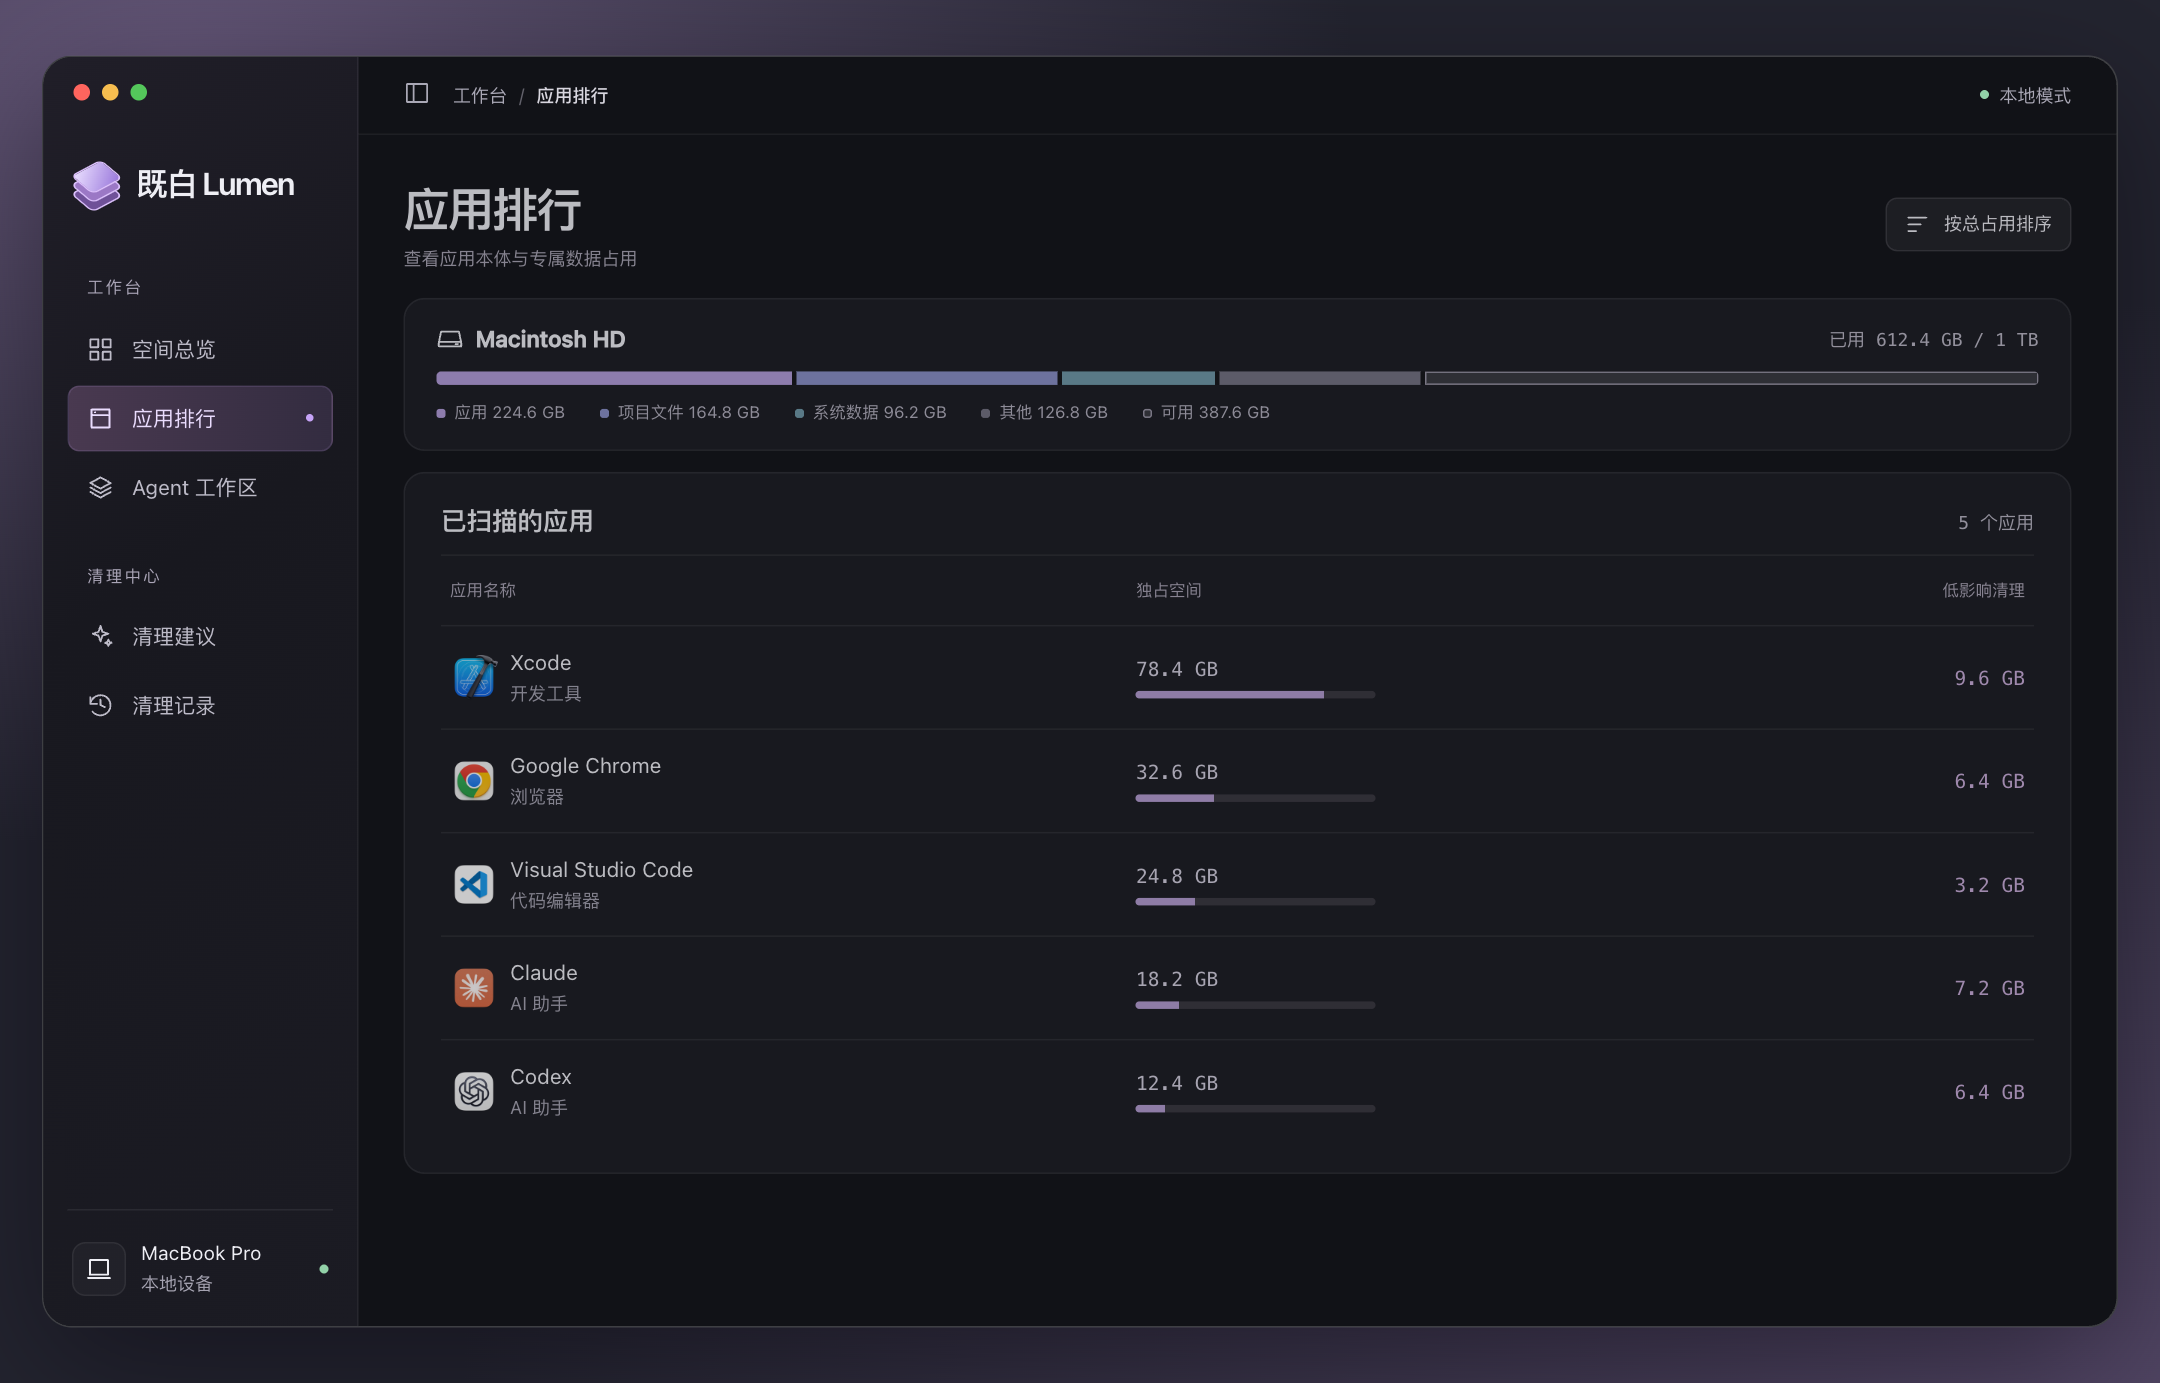 既白 Lumen
工作台
空间总览
应用排行
Agent 工作区
清理中心
清理建议
清理记录
MacBook Pro
本地设备
工作台 / 应用排行
本地模式
应用排行
查看应用本体与专属数据占用
按总占用排序
Macintosh HD
已用 612.4 GB / 1 TB
应用 224.6 GB 项目文件 164.8 GB 系统数据 96.2 GB 其他 126.8 GB 可用 387.6 GB
已扫描的应用
5 个应用
应用名称 独占空间 低影响清理
Xcode
开发工具
78.4 GB
9.6 GB
Google Chrome
浏览器
32.6 GB
6.4 GB
Visual Studio Code
代码编辑器
24.8 GB
3.2 GB
Claude
AI 助手
18.2 GB
7.2 GB
Codex
AI 助手
12.4 GB
6.4 GB